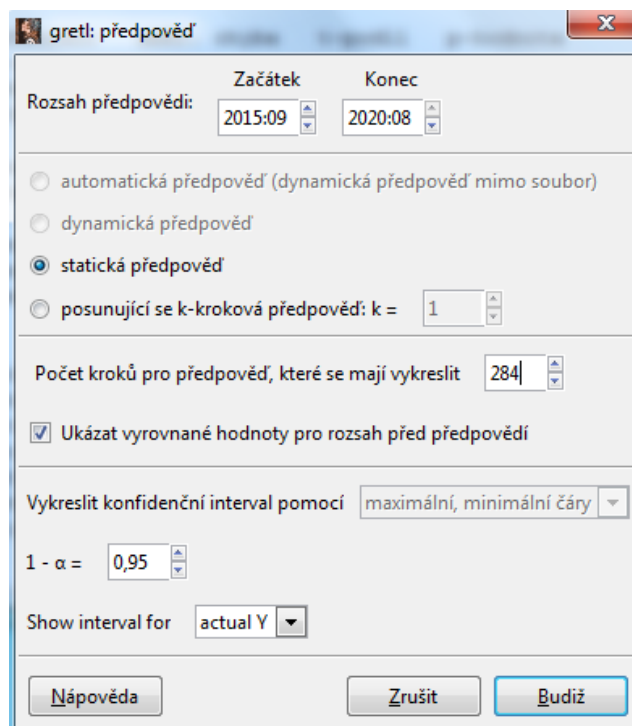 gretl: předpověď
Začátek Konec
Rozsah předpovědi: 2015:09 2020:08
automatická předpověď (dynamická předpověď mimo soubor)
dynamická předpověď
statická předpověď
posunující se k-kroková předpověď: k = 1
Počet kroků pro předpověď, které se mají vykreslit 284
Ukázat vyrovnané hodnoty pro rozsah před předpovědí
Vykreslit konfidenční interval pomocí maximální, minimální čáry
1 - α = 0,95
Show interval for actual Y
Nápověda Zrušit Budiž